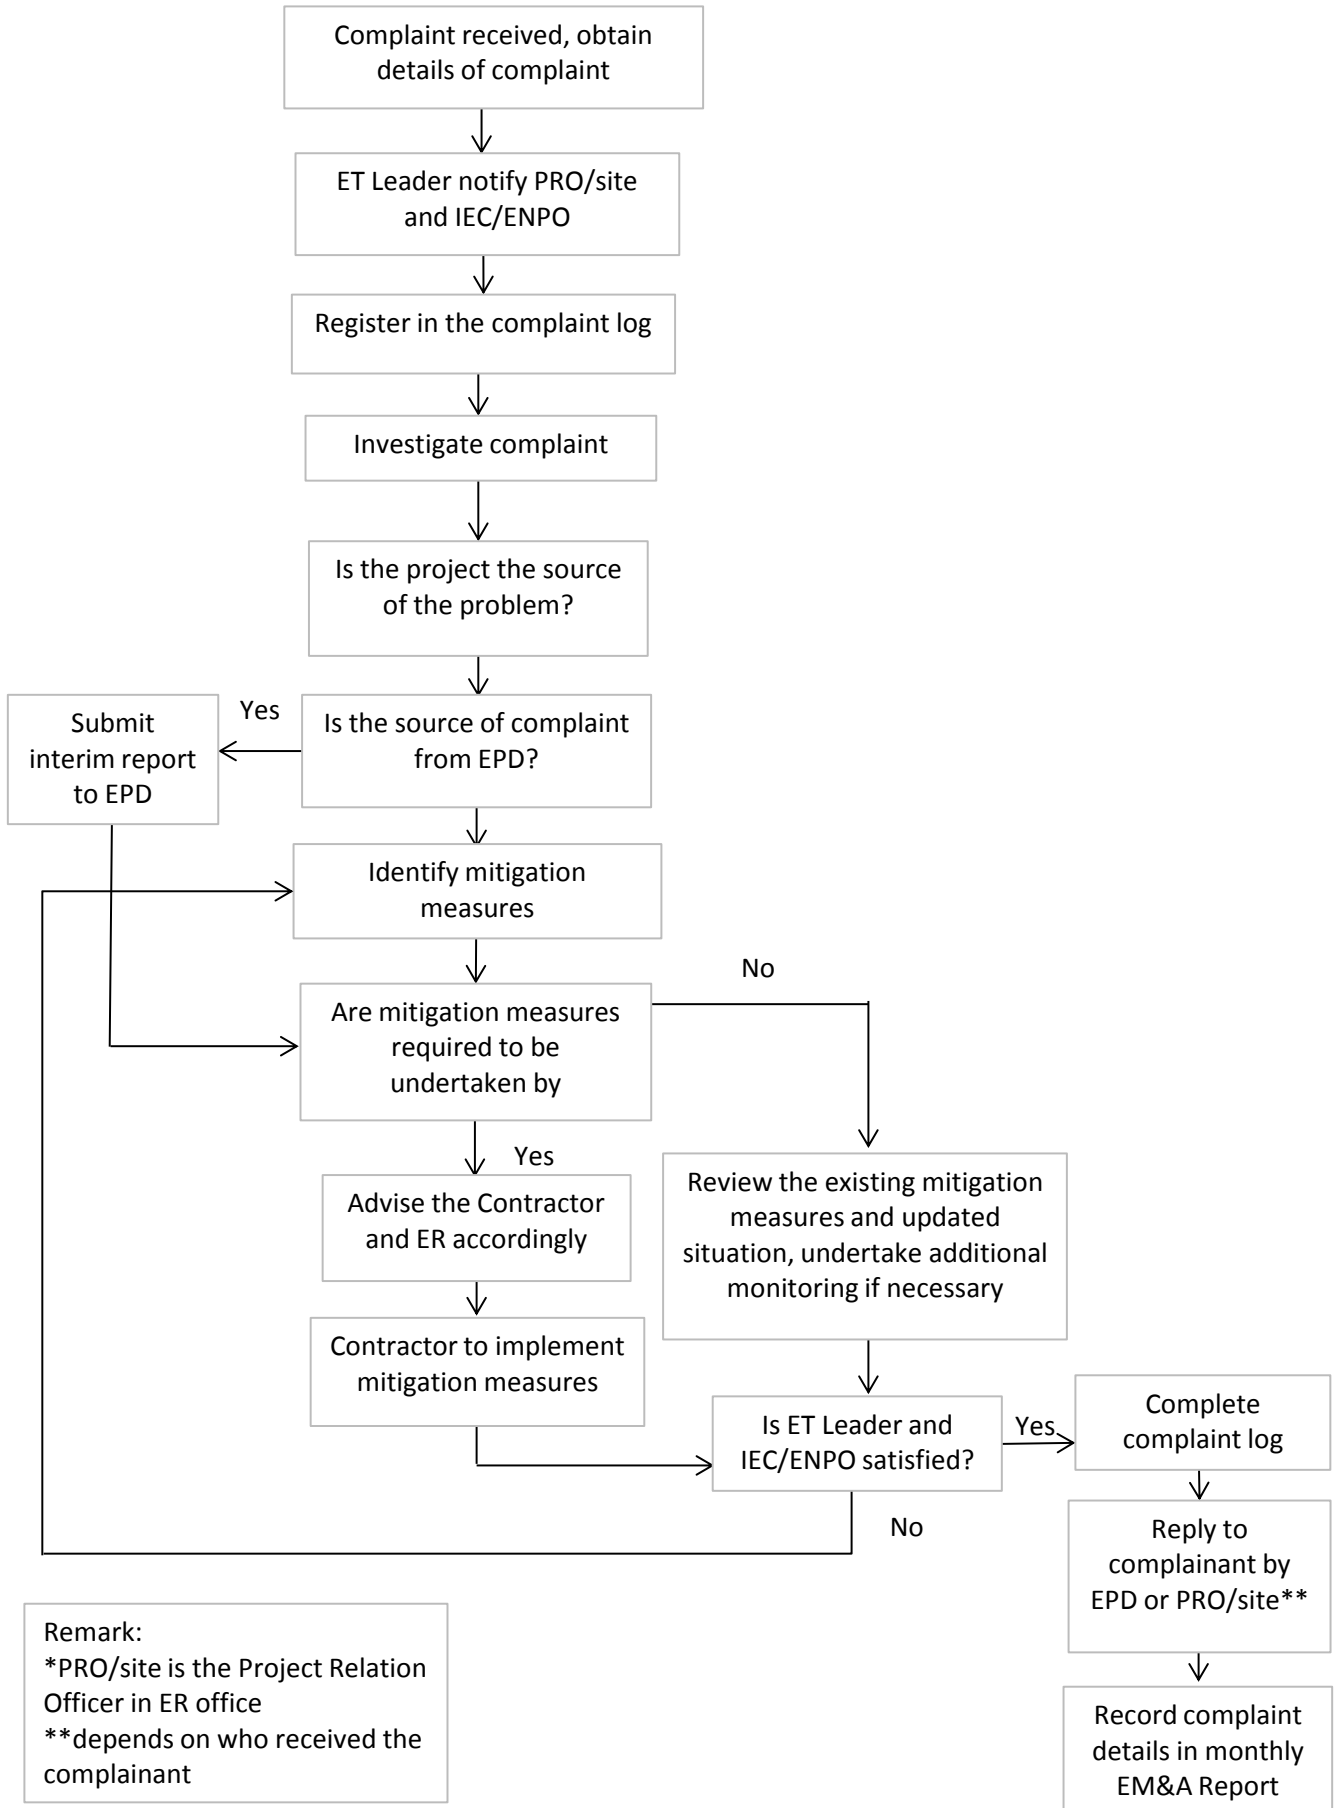 Complaint received, obtain
details of complaint
ET Leader notify PRO/site
and IEC/ENPO
Register in the complaint log
Investigate complaint
Is the project the source
of the problem?
Submit
interim report
to EPD
Yes
Is the source of complaint
from EPD?
Identify mitigation
measures
No
Are mitigation measures
required to be
undertaken by
Yes
Advise the Contractor
and ER accordingly
Review the existing mitigation
measures and updated
situation, undertake additional
monitoring if necessary
Contractor to implement
mitigation measures
Is ET Leader and
IEC/ENPO satisfied?
Yes
Complete
complaint log
No
Reply to
complainant by
EPD or PRO/site**
Remark:
*PRO/site is the Project Relation
Officer in ER office
**depends on who received the
complainant
Record complaint
details in monthly
EM&A Report